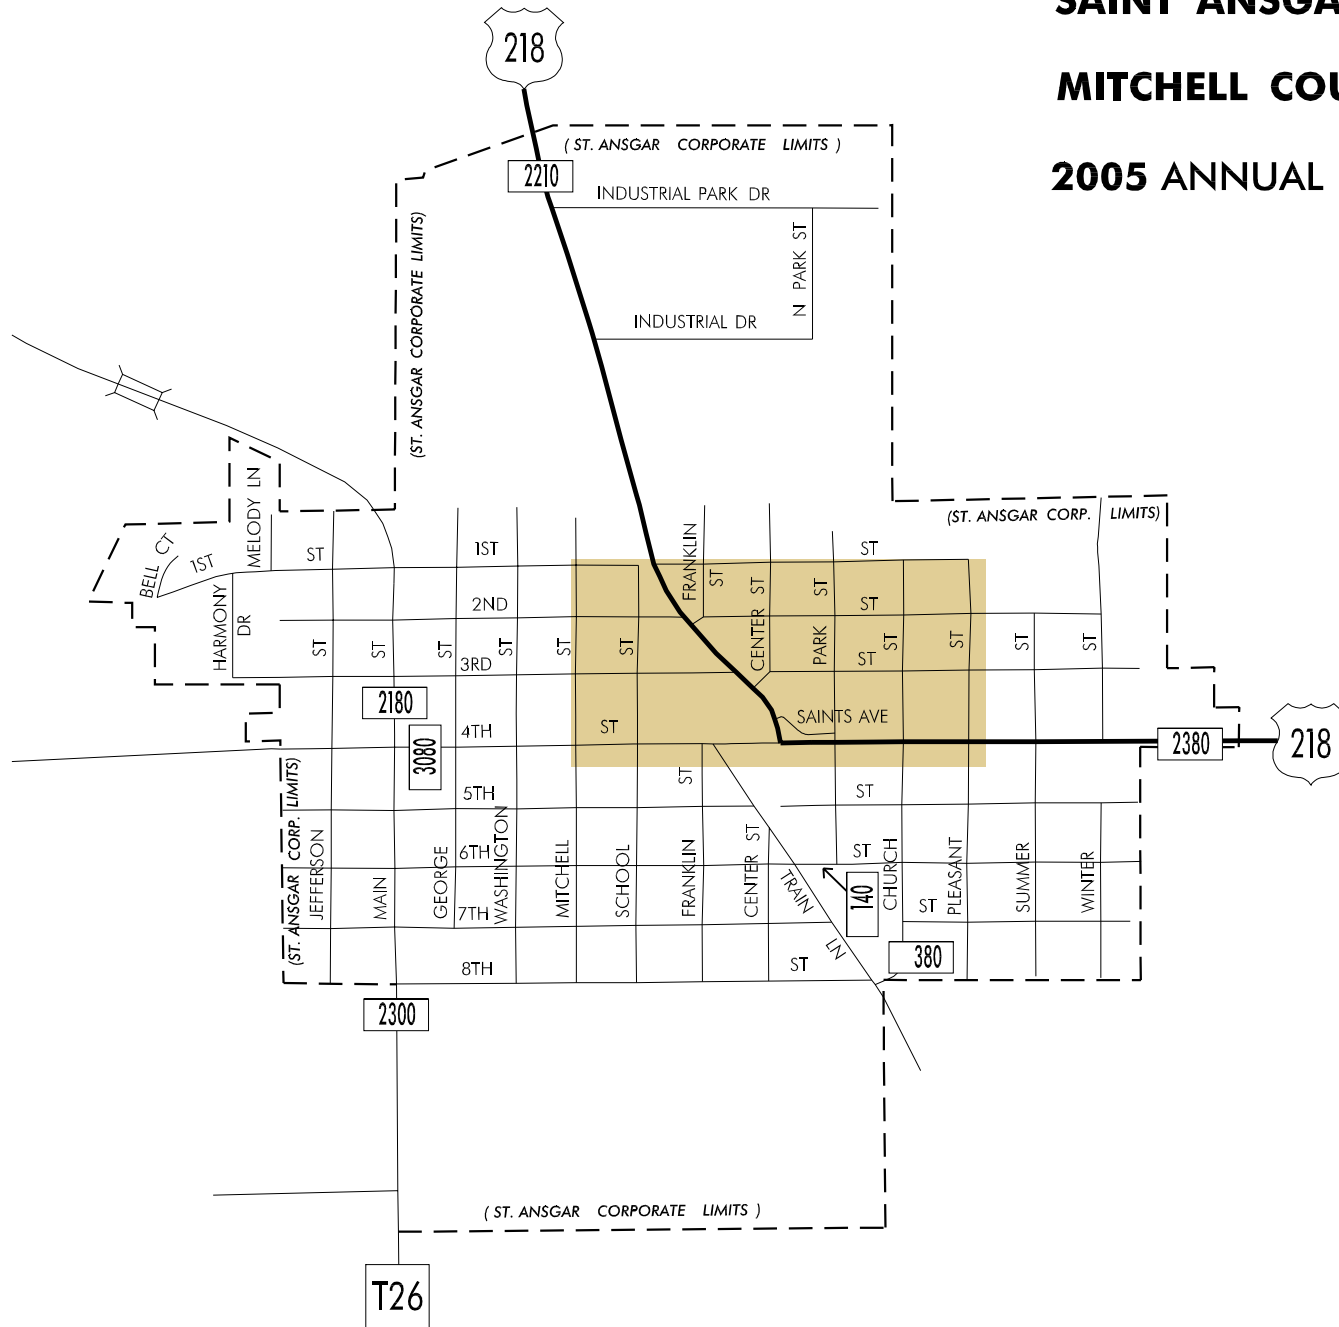 SAINT ANSGA
MITCHELL COU
2005 ANNUAL
218
2210
( ST. ANSGAR CORPORATE LIMITS )
INDUSTRIAL PARK DR
N PARK ST
INDUSTRIAL DR
(ST. ANSGAR CORPORATE LIMITS)
(ST. ANSGAR CORP. LIMITS)
MELODY LN
BELL CT
1ST
ST
1ST
FRANKLIN
ST
ST
HARMONY
DR
2ND
CENTER ST
PARK
ST
ST
ST
ST
ST
ST
ST
ST
3RD
ST
ST
ST
ST
ST
2180
3080
4TH
ST
SAINTS AVE
2380
218
(ST. ANSGAR CORP. LIMITS)
5TH
ST
ST
JEFFERSON
MAIN
GEORGE
6TH
WASHINGTON
MITCHELL
SCHOOL
FRANKLIN
CENTER ST
TRAIN
LN
ST
140
CHURCH
PLEASANT
SUMMER
WINTER
7TH
ST
8TH
ST
380
2300
( ST. ANSGAR CORPORATE LIMITS )
T26